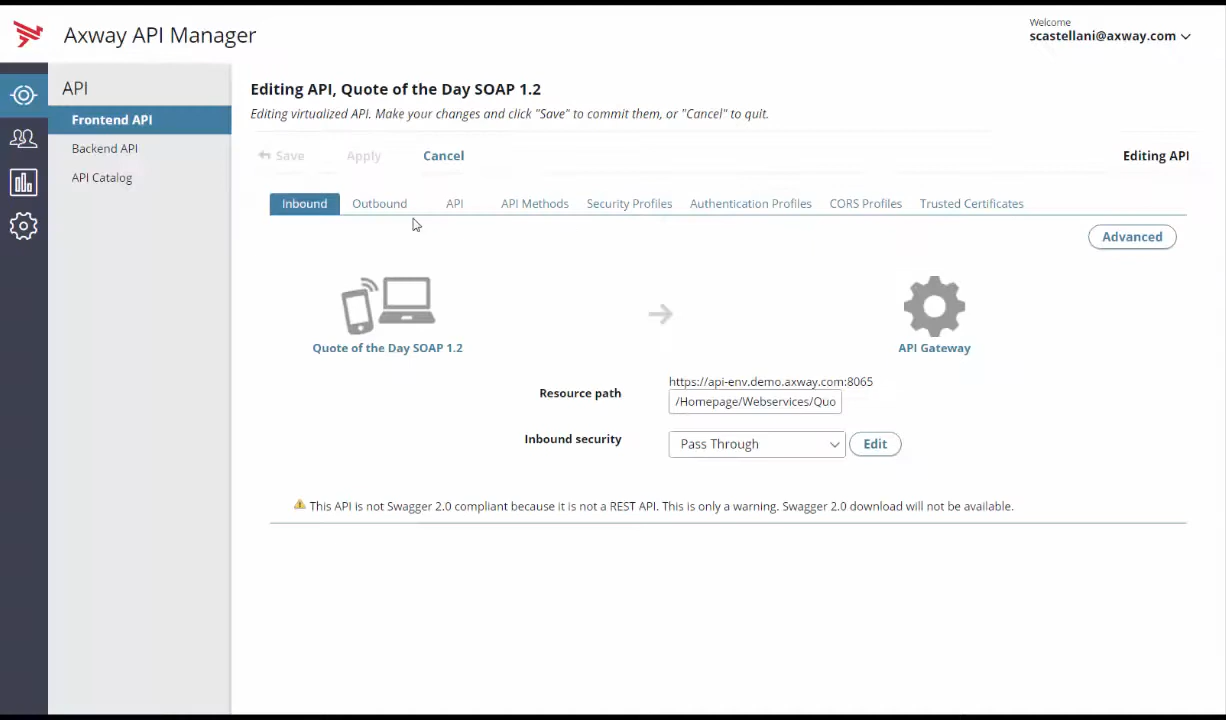 Axway API Manager
Welcome
scastellani@axway.com
API
Frontend API
Backend API
API Catalog
Editing API, Quote of the Day SOAP 1.2
Editing virtualized API. Make your changes and click "Save" to commit them, or "Cancel" to quit.
Save Apply Cancel Editing API
Inbound Outbound API API Methods Security Profiles Authentication Profiles CORS Profiles Trusted Certificates
Advanced
Quote of the Day SOAP 1.2 API Gateway
https://api-env.demo.axway.com:8065
Resource path /Homepage/Webservices/Quo
Inbound security Pass Through Edit
This API is not Swagger 2.0 compliant because it is not a REST API. This is only a warning. Swagger 2.0 download will not be available.